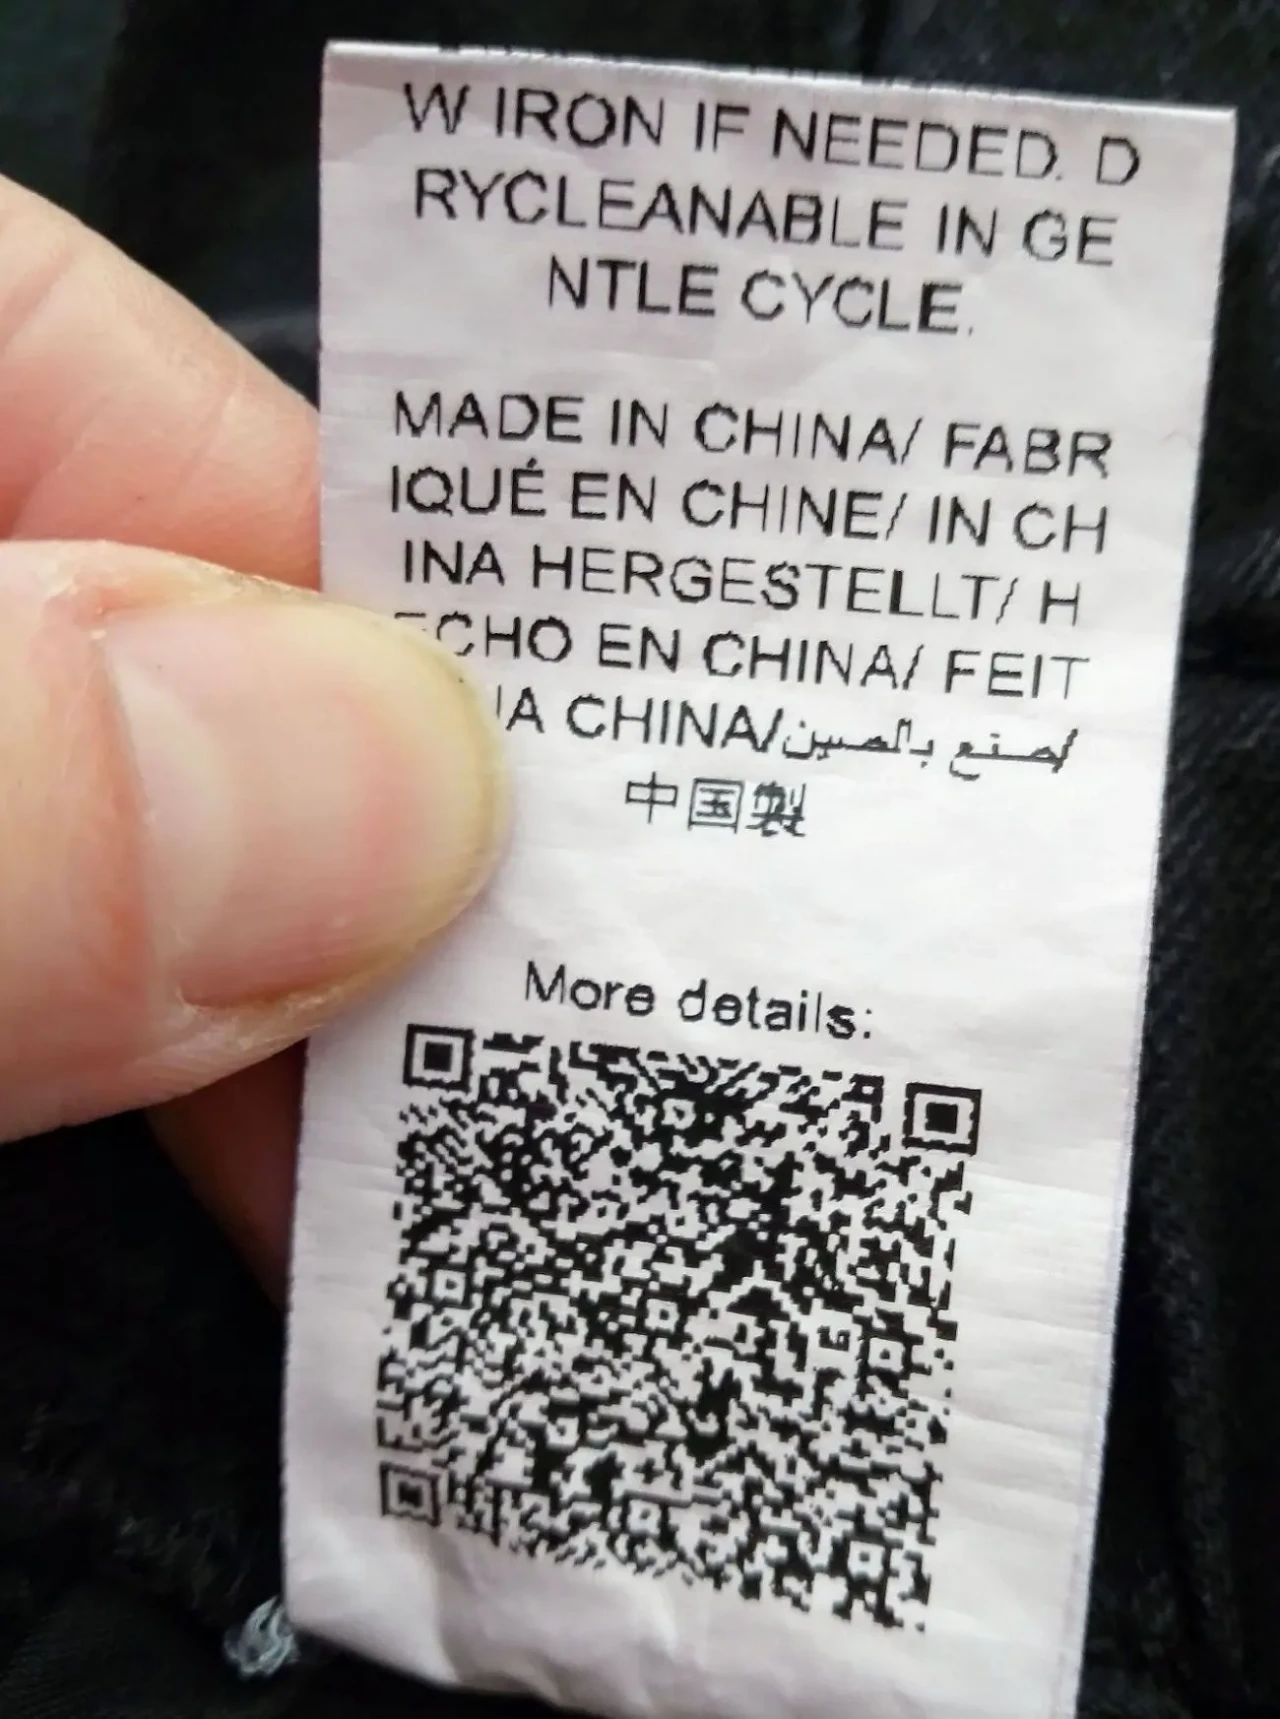 W IRON IF NEEDED. D
RYCLEANABLE IN GE
NTLE CYCLE.
MADE IN CHINA/ FABR
IQUÉ EN CHINE/ IN CH
INA HERGESTELLT/ H
ECHO EN CHINA/ FEIT
CHINA/صنع بالصين/
中国製
More details: